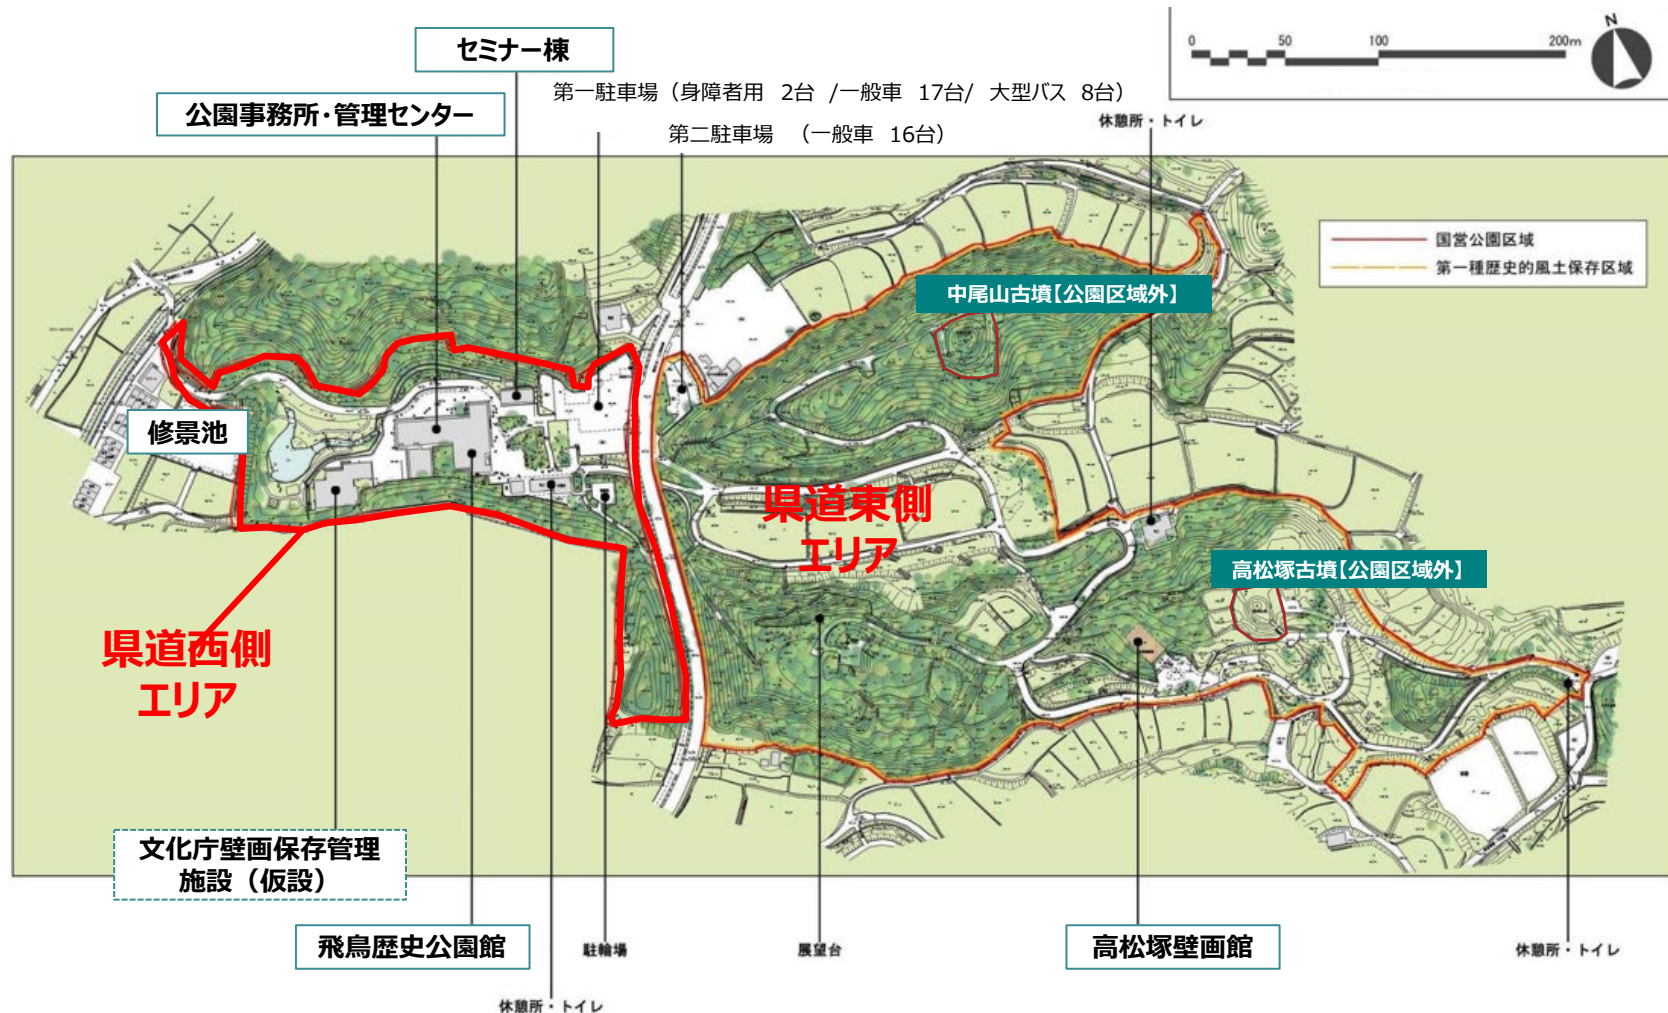 セミナー棟
0 50 100 200m
N
第一駐車場（身障者用 2台 /一般車 17台/ 大型バス 8台）
公園事務所・管理センター
休憩所・トイレ
第二駐車場 （一般車 16台）
国営公園区域
第一種歴史的風土保存区域
中尾山古墳【公園区域外】
修景池
県道東側
エリア
高松塚古墳【公園区域外】
県道西側
エリア
文化庁壁画保存管理
施設（仮設）
飛鳥歴史公園館
駐輪場
展望台
高松塚壁画館
休憩所・トイレ
休憩所・トイレ